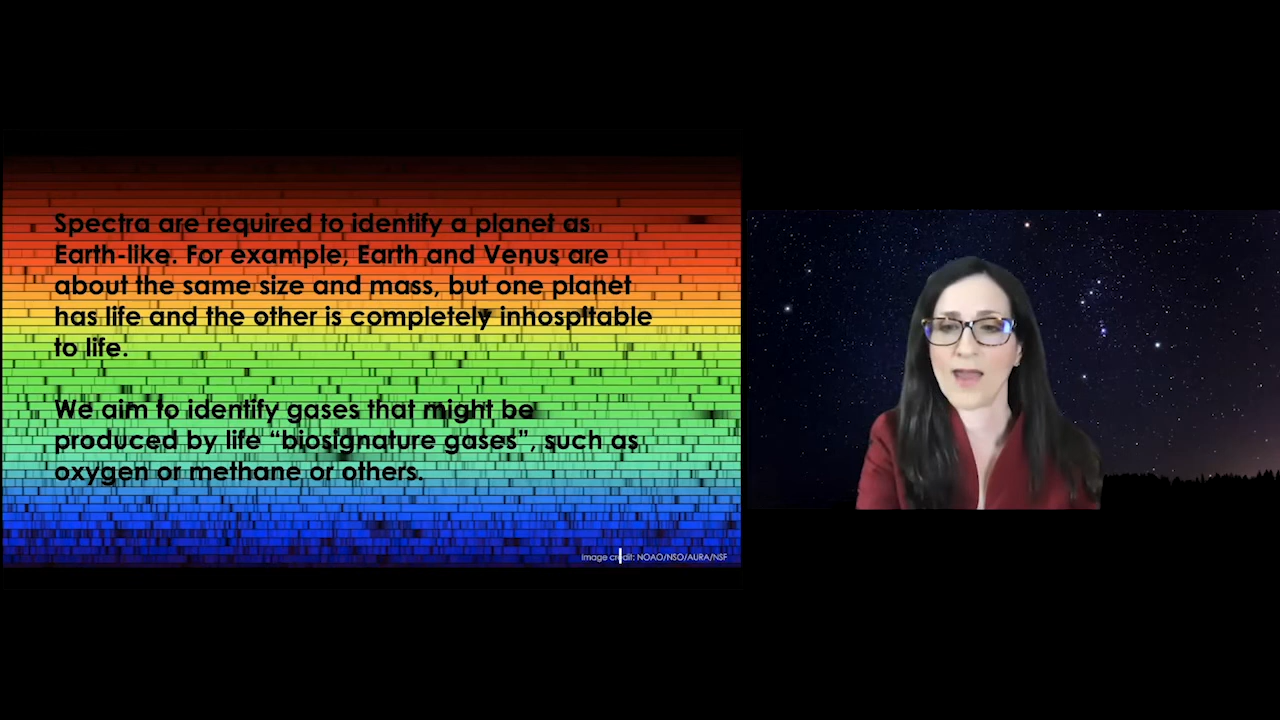 Spectra are required to identify a planet as
Earth-like. For example, Earth and Venus are
about the same size and mass, but one planet
has life and the other is completely inhospitable
to life.
We aim to identify gases that might be
produced by life “biosignature gases”, such as
oxygen or methane or others.
Image credit: NOAO/NSO/AURA/NSF